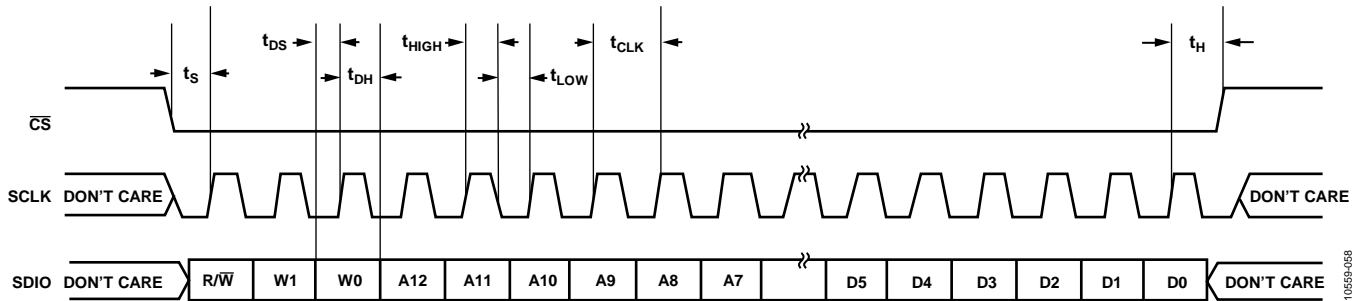 tDS
tHIGH
tCLK
tH
tS
tDH
tLOW
C̅S̅
SCLK DON'T CARE
DON'T CARE
SDIO DON'T CARE R/W̅ W1 W0 A12 A11 A10 A9 A8 A7 D5 D4 D3 D2 D1 D0 DON'T CARE
10559-058